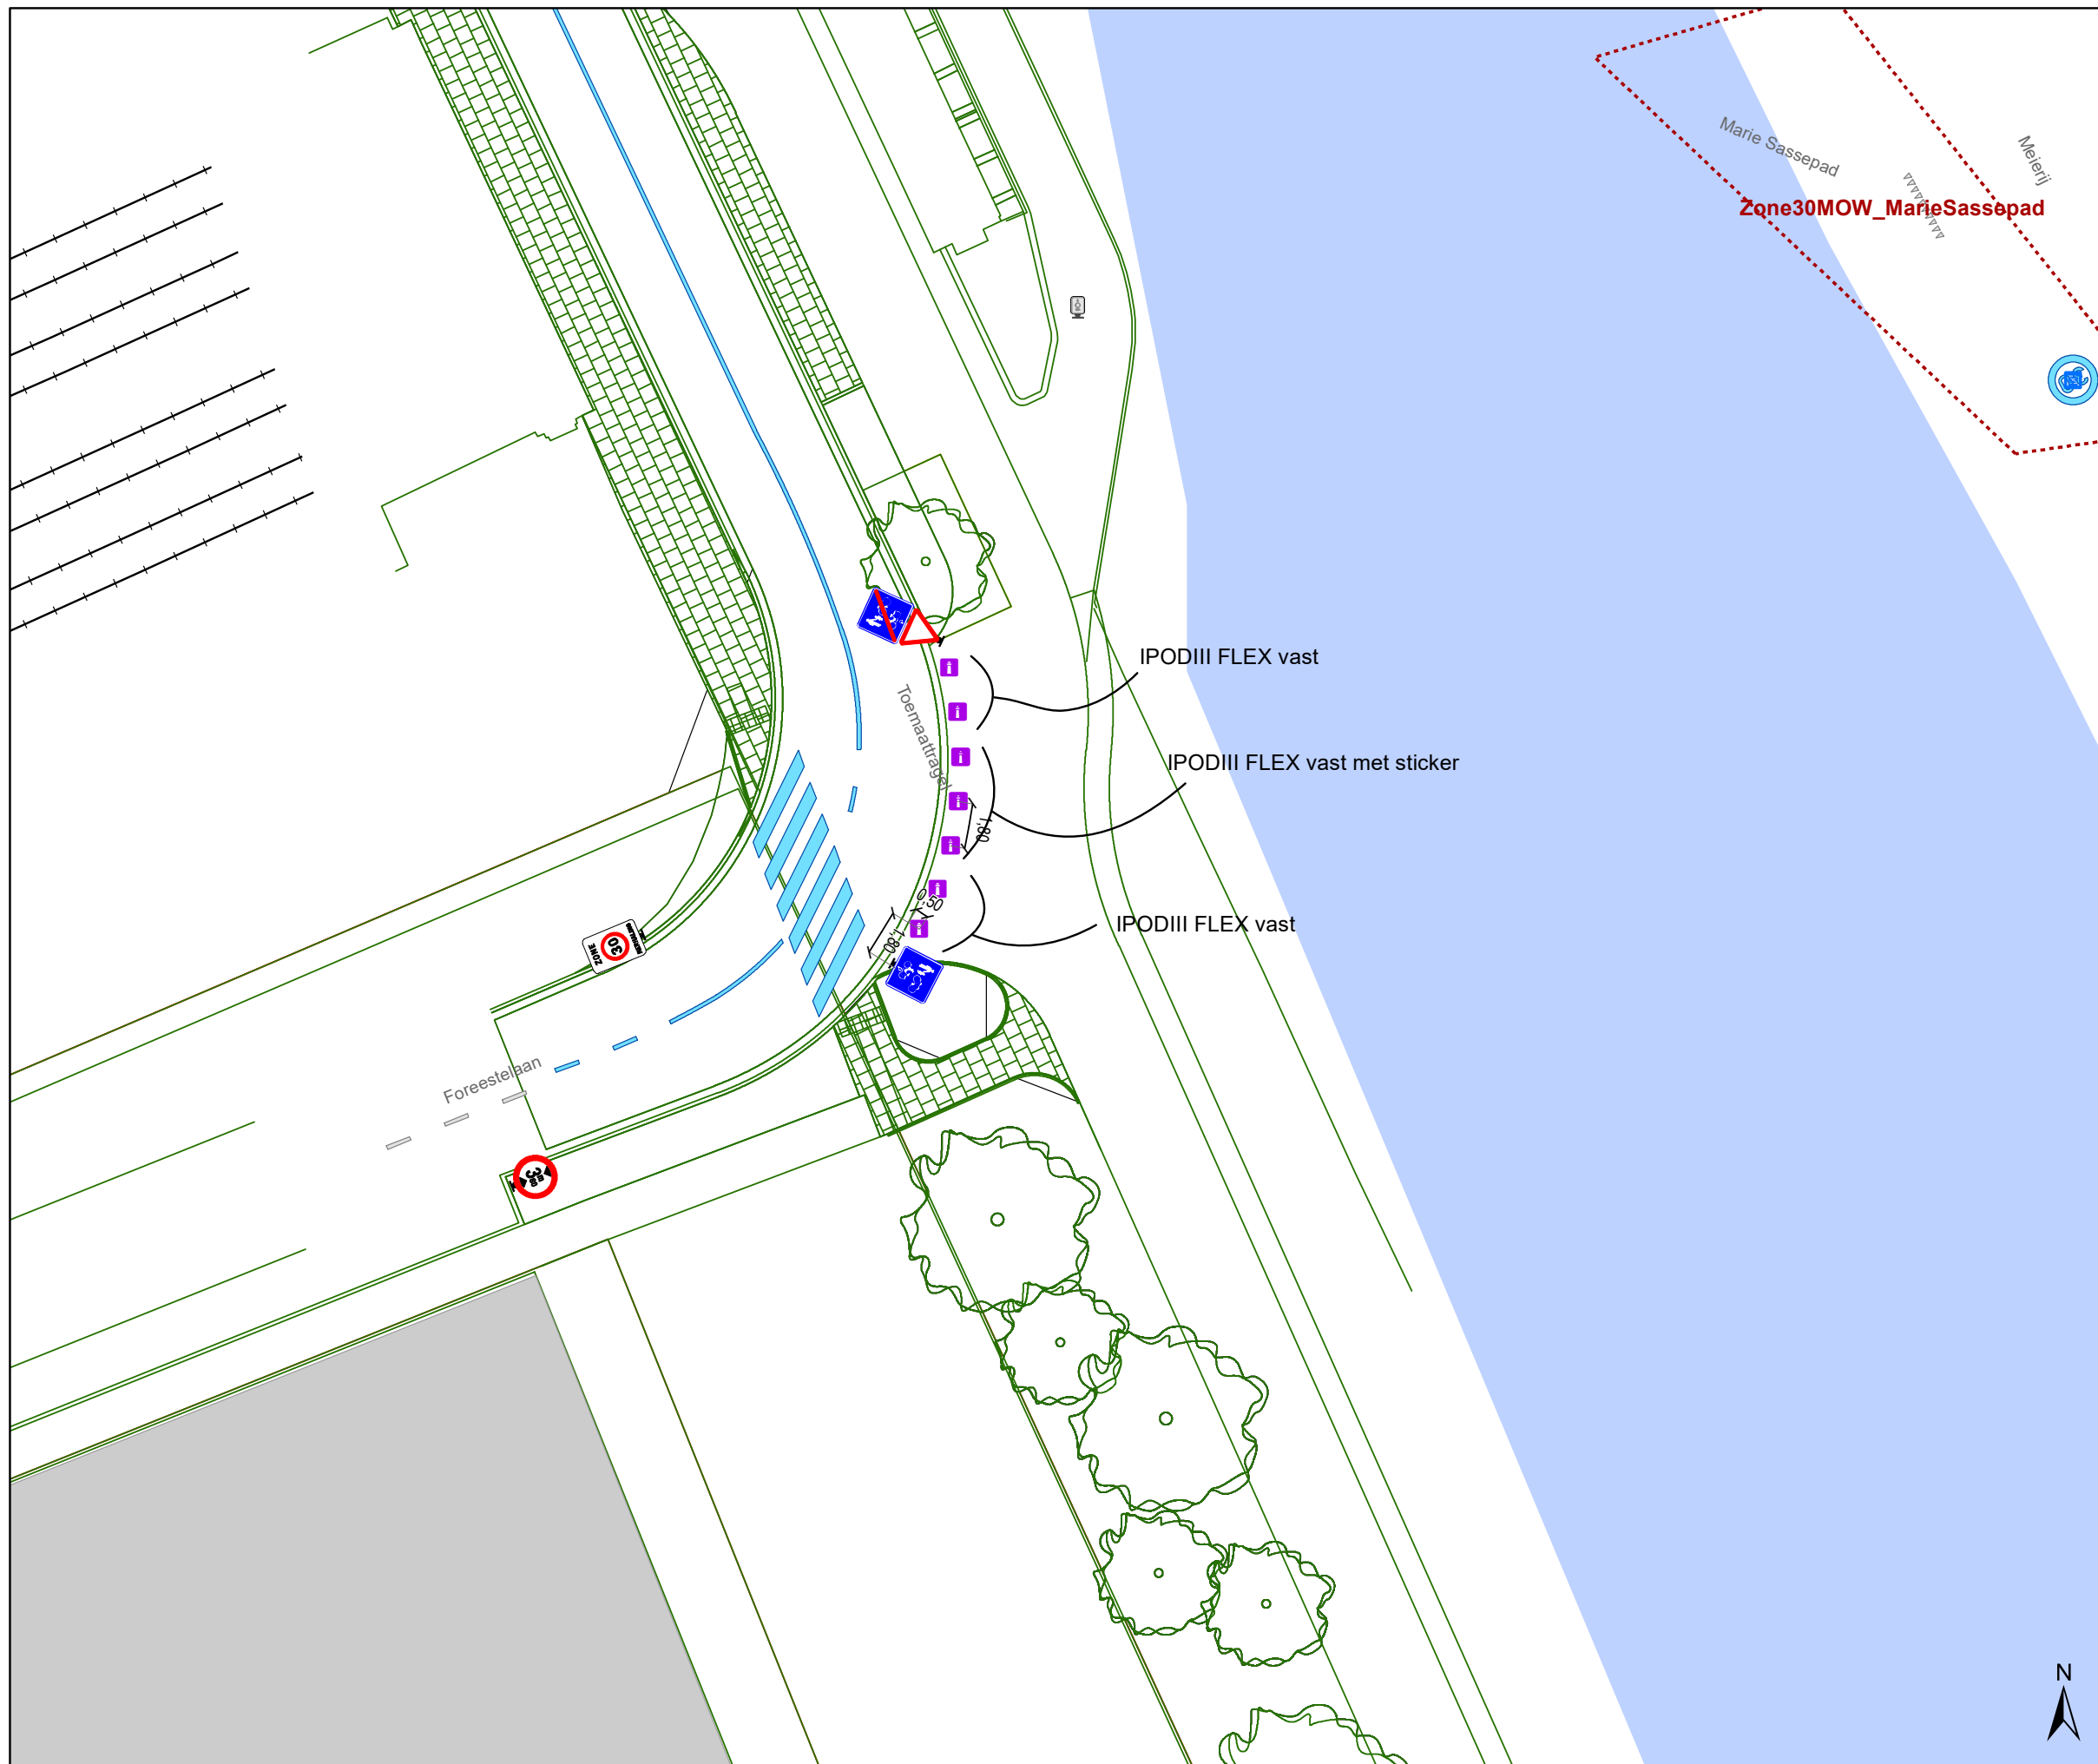 Marie Sassepad
Meierij
Zone30MOW_MarieSassepad
IPODIII FLEX vast
Toemaattragel
IPODIII FLEX vast met sticker
1,80
0,50
IPODIII FLEX vast
1,80
ZONE
30
Foreestelaan
N